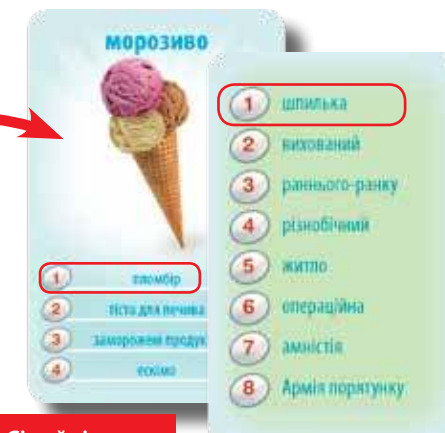 морозиво
1 пломбір
2 тісто для печива
3 заморожені продук
4 ескімо
1 шпилька
2 вихований
3 раннього-ранку
4 різнобічний
5 житло
6 операційна
7 амністія
8 Армія порятунку